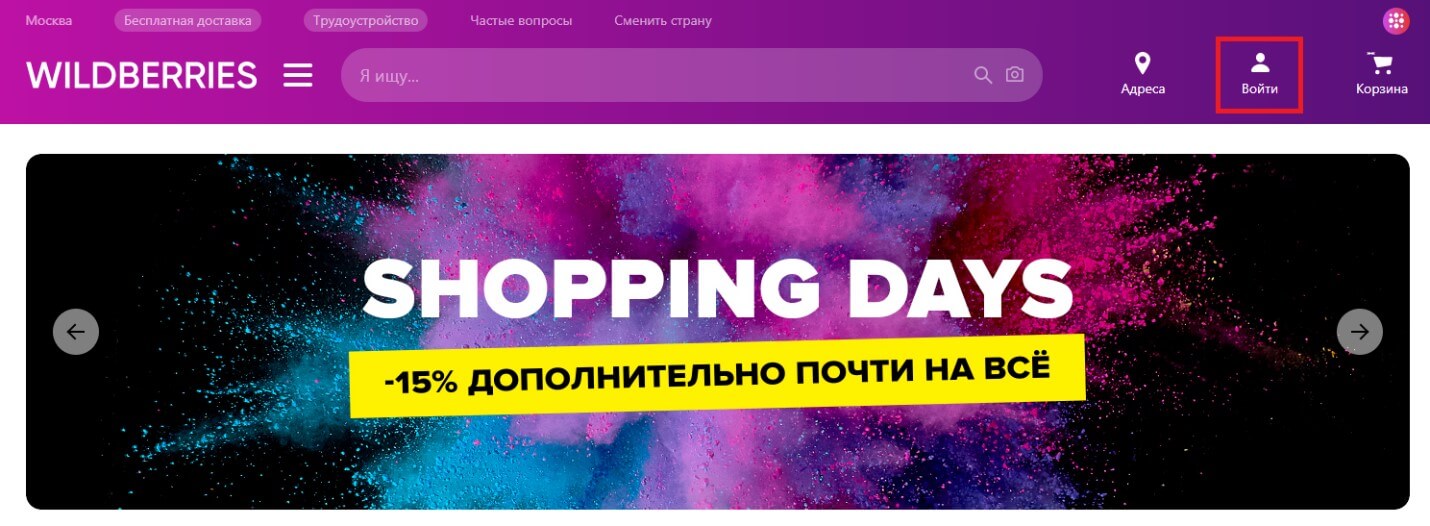 Москва Бесплатная доставка Трудоустройство Частые вопросы Сменить страну
WILDBERRIES Я ищу... Адреса Войти Корзина
SHOPPING DAYS
-15% ДОПОЛНИТЕЛЬНО ПОЧТИ НА ВСЁ